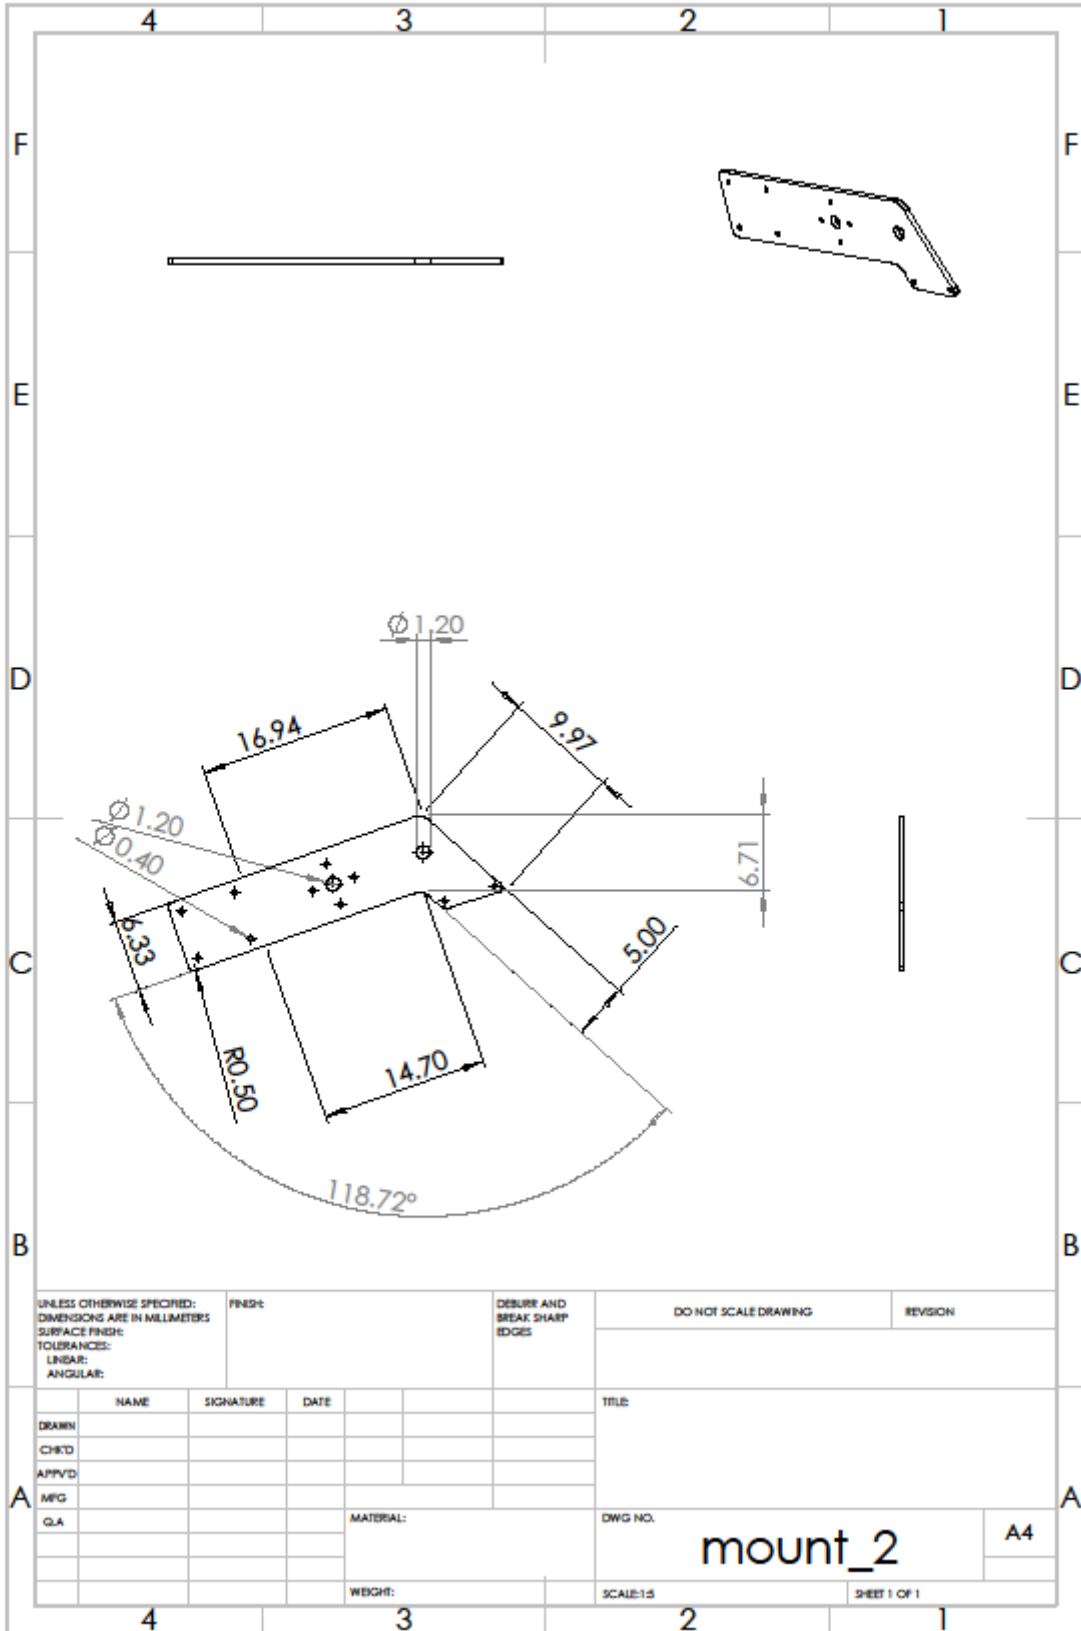 4 3 2 1
F F
E E
D D
C C
B B
A A
∅1.20
16.94
9.97
∅1.20
∅0.40
6.71
6.33
5.00
R0.50
14.70
118.72°
UNLESS OTHERWISE SPECIFIED:
DIMENSIONS ARE IN MILLIMETERS
SURFACE FINISH:
TOLERANCES:
LINEAR:
ANGULAR:
FINISH:
DEBURR AND
BREAK SHARP
EDGES
DO NOT SCALE DRAWING
REVISION
NAME SIGNATURE DATE
TITLE:
DRAWN
CHK'D
APPV'D
MFG
Q.A
MATERIAL:
DWG NO.
mount_2
A4
WEIGHT:
SCALE:1:5
SHEET 1 OF 1
4 3 2 1